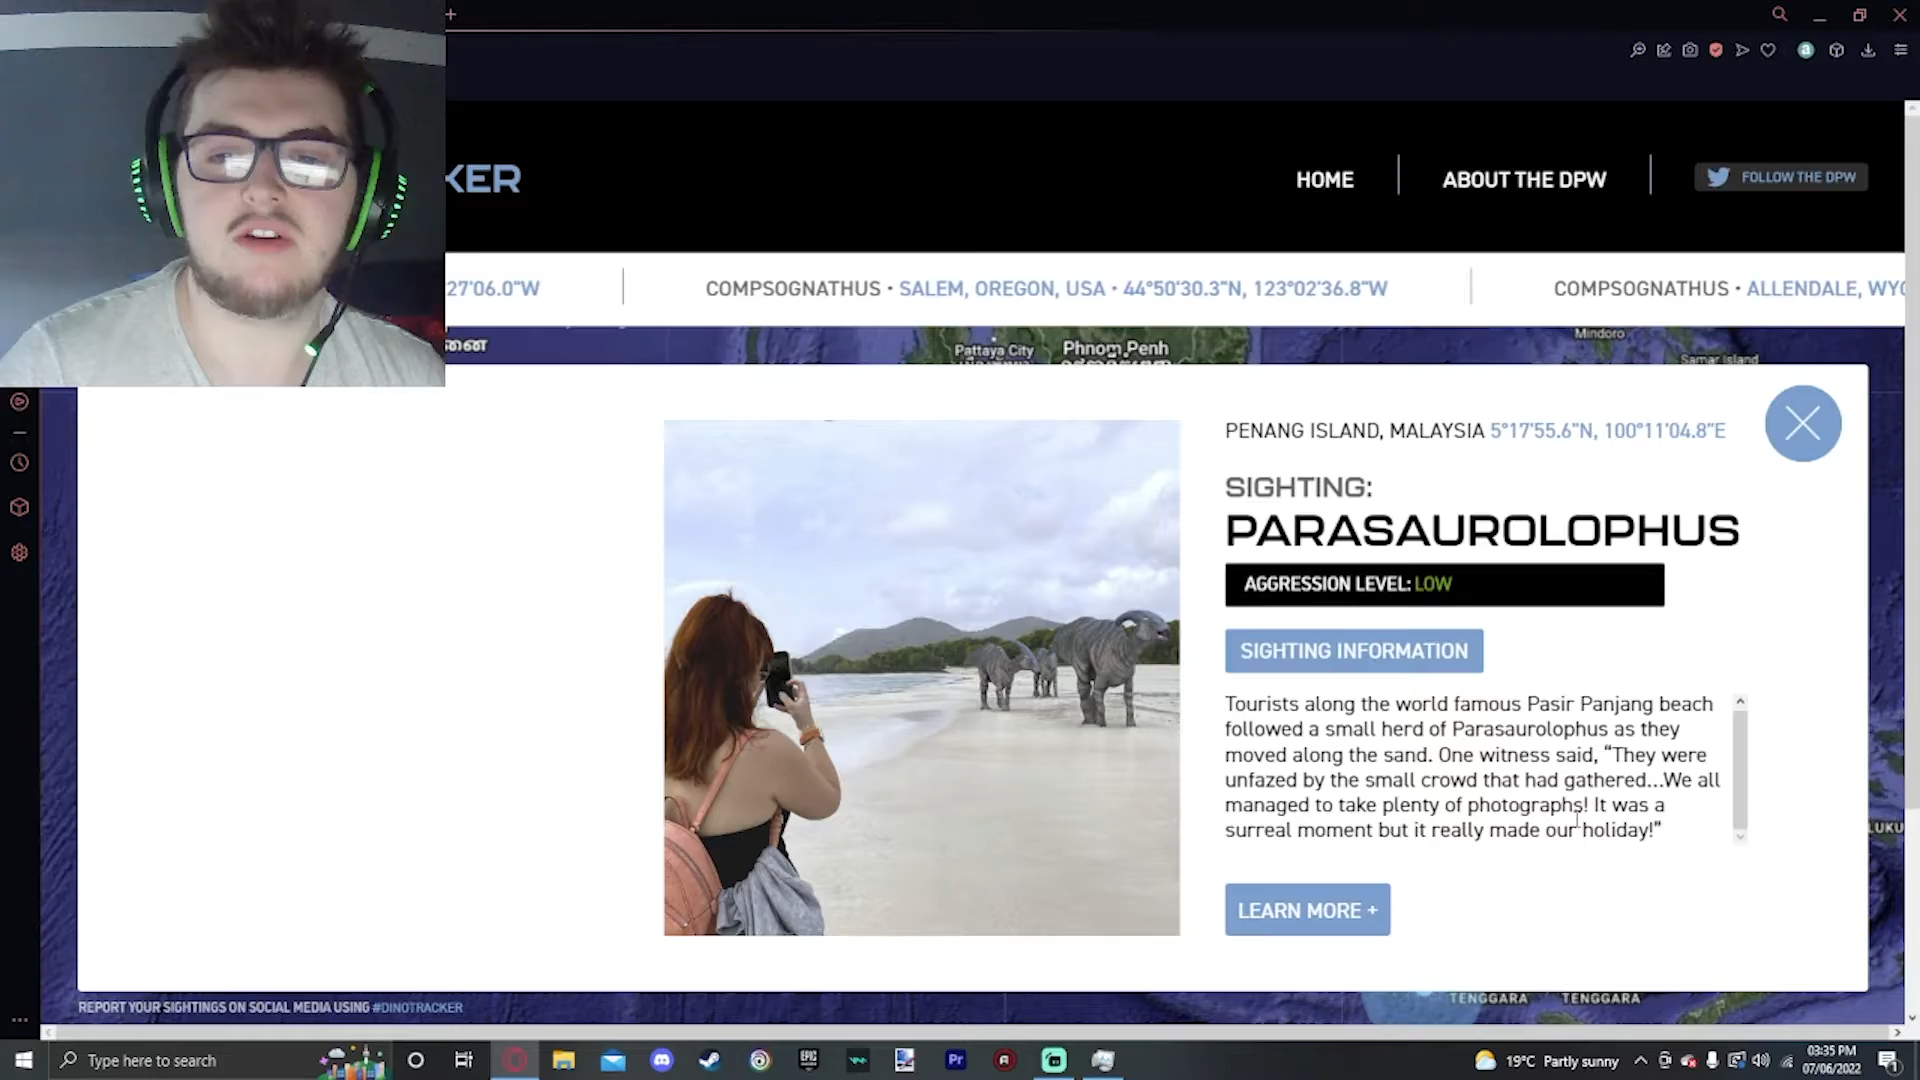 KER
HOME
ABOUT THE DPW
FOLLOW THE DPW
27'06.0"W
COMPSOGNATHUS • SALEM, OREGON, USA • 44°50'30.3"N, 123°02'36.8"W
COMPSOGNATHUS • ALLENDALE, WYO
Pattaya City
Phnom Penh
Mindoro
Samar Island
PENANG ISLAND, MALAYSIA 5°17'55.6"N, 100°11'04.8"E
SIGHTING:
PARASAUROLOPHUS
AGGRESSION LEVEL: LOW
SIGHTING INFORMATION
Tourists along the world famous Pasir Panjang beach
followed a small herd of Parasaurolophus as they
moved along the sand. One witness said, “They were
unfazed by the small crowd that had gathered...We all
managed to take plenty of photographs! It was a
surreal moment but it really made our holiday!”
LEARN MORE +
LUKU
TENGGARA
TENGGARA
REPORT YOUR SIGHTINGS ON SOCIAL MEDIA USING #DINOTRACKER
Type here to search
EPIC
Pr
19°C Partly sunny
03:35 PM
07/06/2022
1